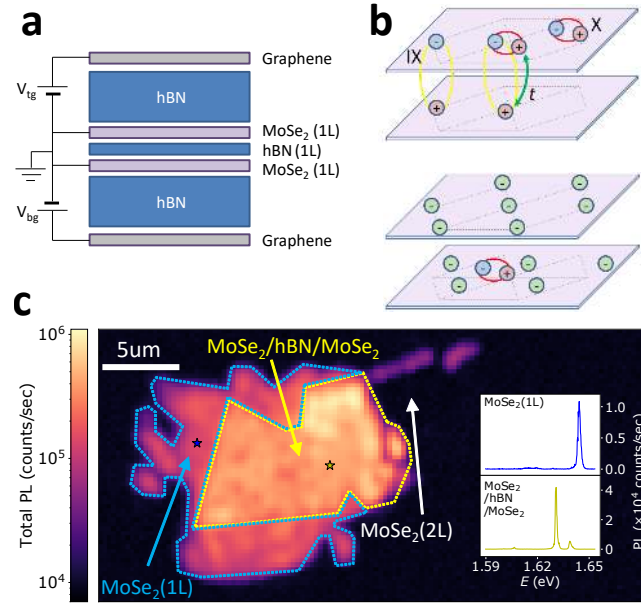 a
Graphene
V_tg
hBN
MoSe₂ (1L)
hBN (1L)
MoSe₂ (1L)
V_bg
hBN
Graphene
b
IX
X
t
- - + + +
- - - - - -
- - - - + - - -
c
10⁶
10⁵
10⁴
Total PL (counts/sec)
5um
MoSe₂/hBN/MoSe₂
MoSe₂(2L)
MoSe₂(1L)
MoSe₂(1L)
MoSe₂
/hBN
/MoSe₂
1.0
0.5
0.0
4
2
0
PL (×10⁴ counts/sec)
1.59
1.62
1.65
E (eV)